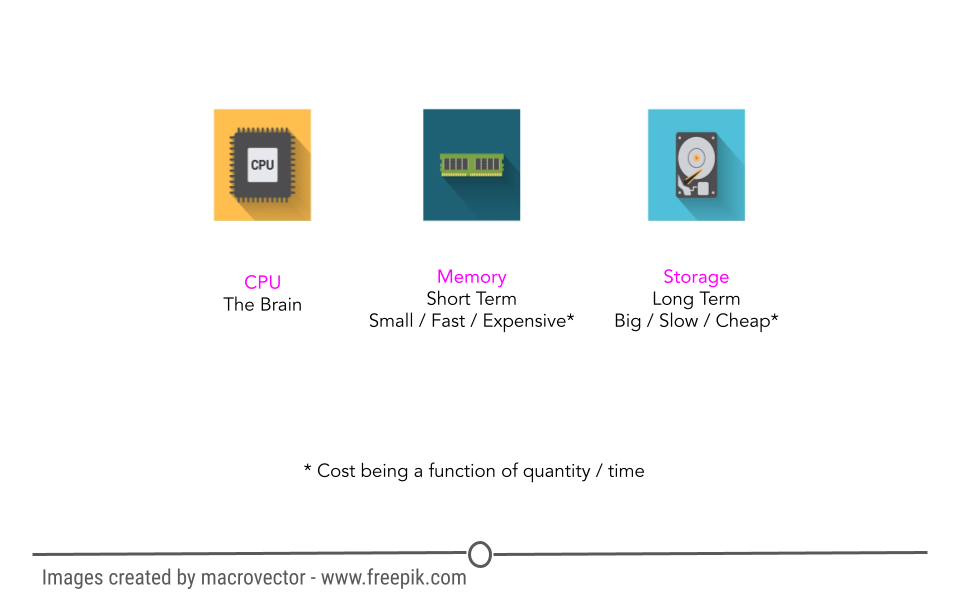 CPU
CPU
The Brain
Memory
Short Term
Small / Fast / Expensive*
Storage
Long Term
Big / Slow / Cheap*
* Cost being a function of quantity / time
Images created by macrovector - www.freepik.com